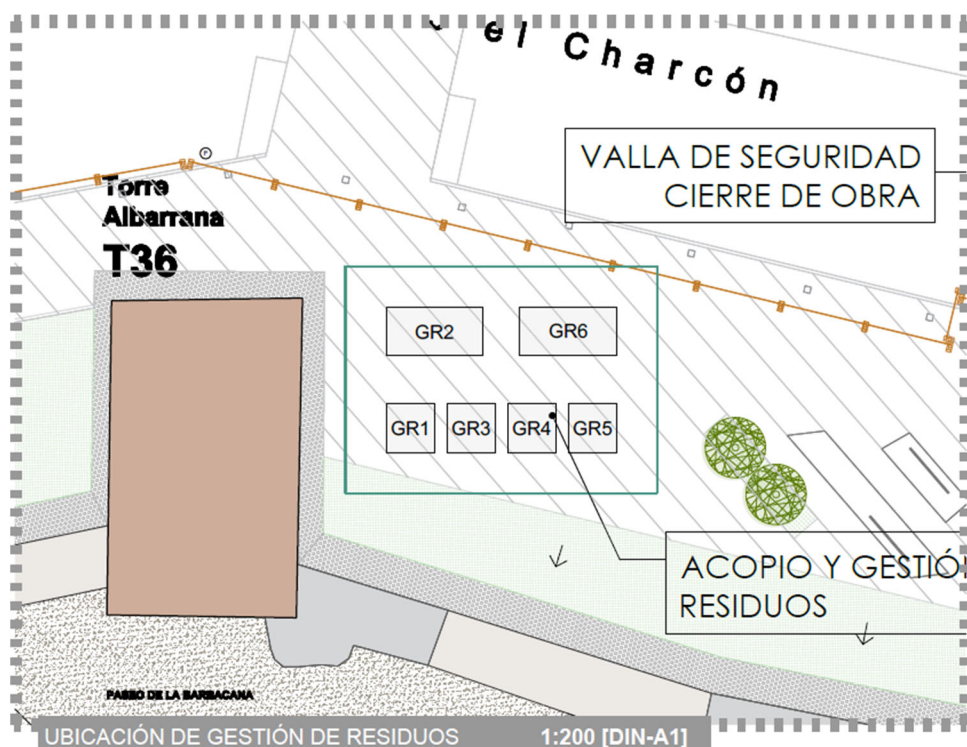 el Charcón
VALLA DE SEGURIDAD
CIERRE DE OBRA
P
Torre
Albarrana
T36
GR2
GR6
GR1
GR3
GR4
GR5
ACOPIO Y GESTIÓ
RESIDUOS
PASEO DE LA BARBACANA
UBICACIÓN DE GESTIÓN DE RESIDUOS 1:200 [DIN-A1]